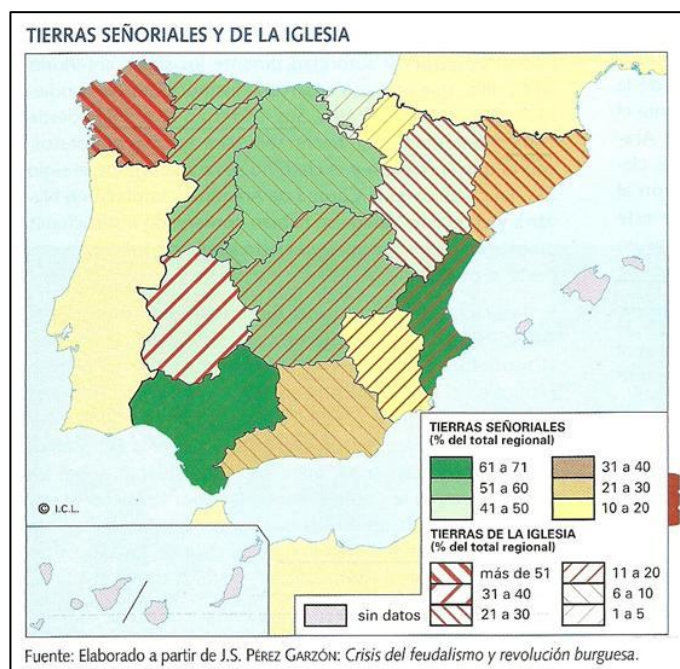 TIERRAS SEÑORIALES Y DE LA IGLESIA
© I.C.L.
TIERRAS SEÑORIALES
(% del total regional)
61 a 71
51 a 60
41 a 50
31 a 40
21 a 30
10 a 20
TIERRAS DE LA IGLESIA
(% del total regional)
más de 51
31 a 40
21 a 30
11 a 20
6 a 10
1 a 5
sin datos
Fuente: Elaborado a partir de J.S. PÉREZ GARZÓN: Crisis del feudalismo y revolución burguesa.